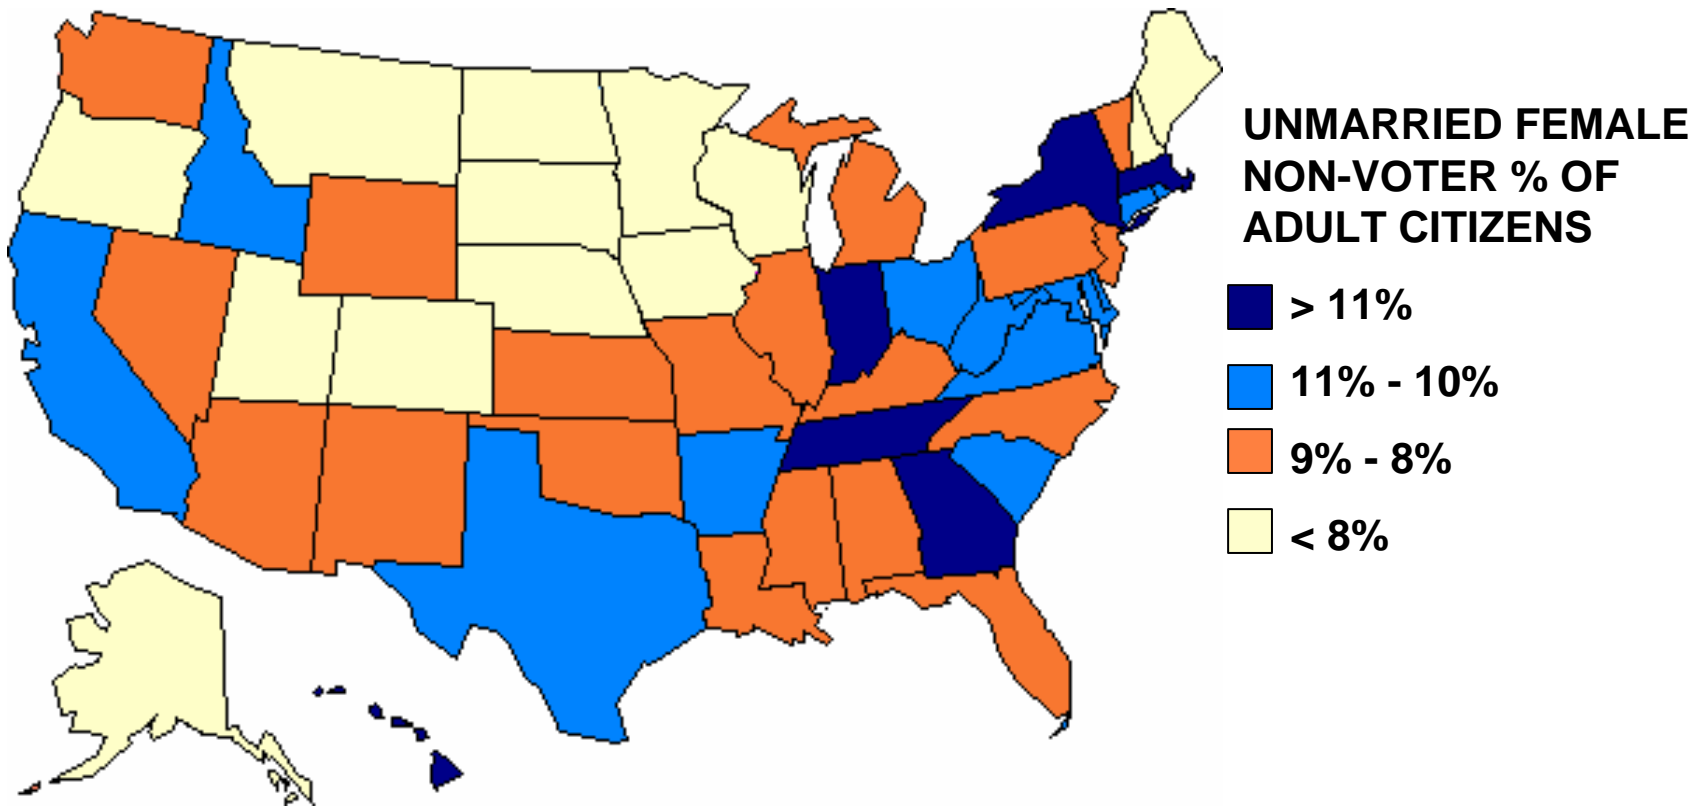 UNMARRIED FEMALE
NON-VOTER % OF
ADULT CITIZENS
> 11%
11% - 10%
9% - 8%
< 8%